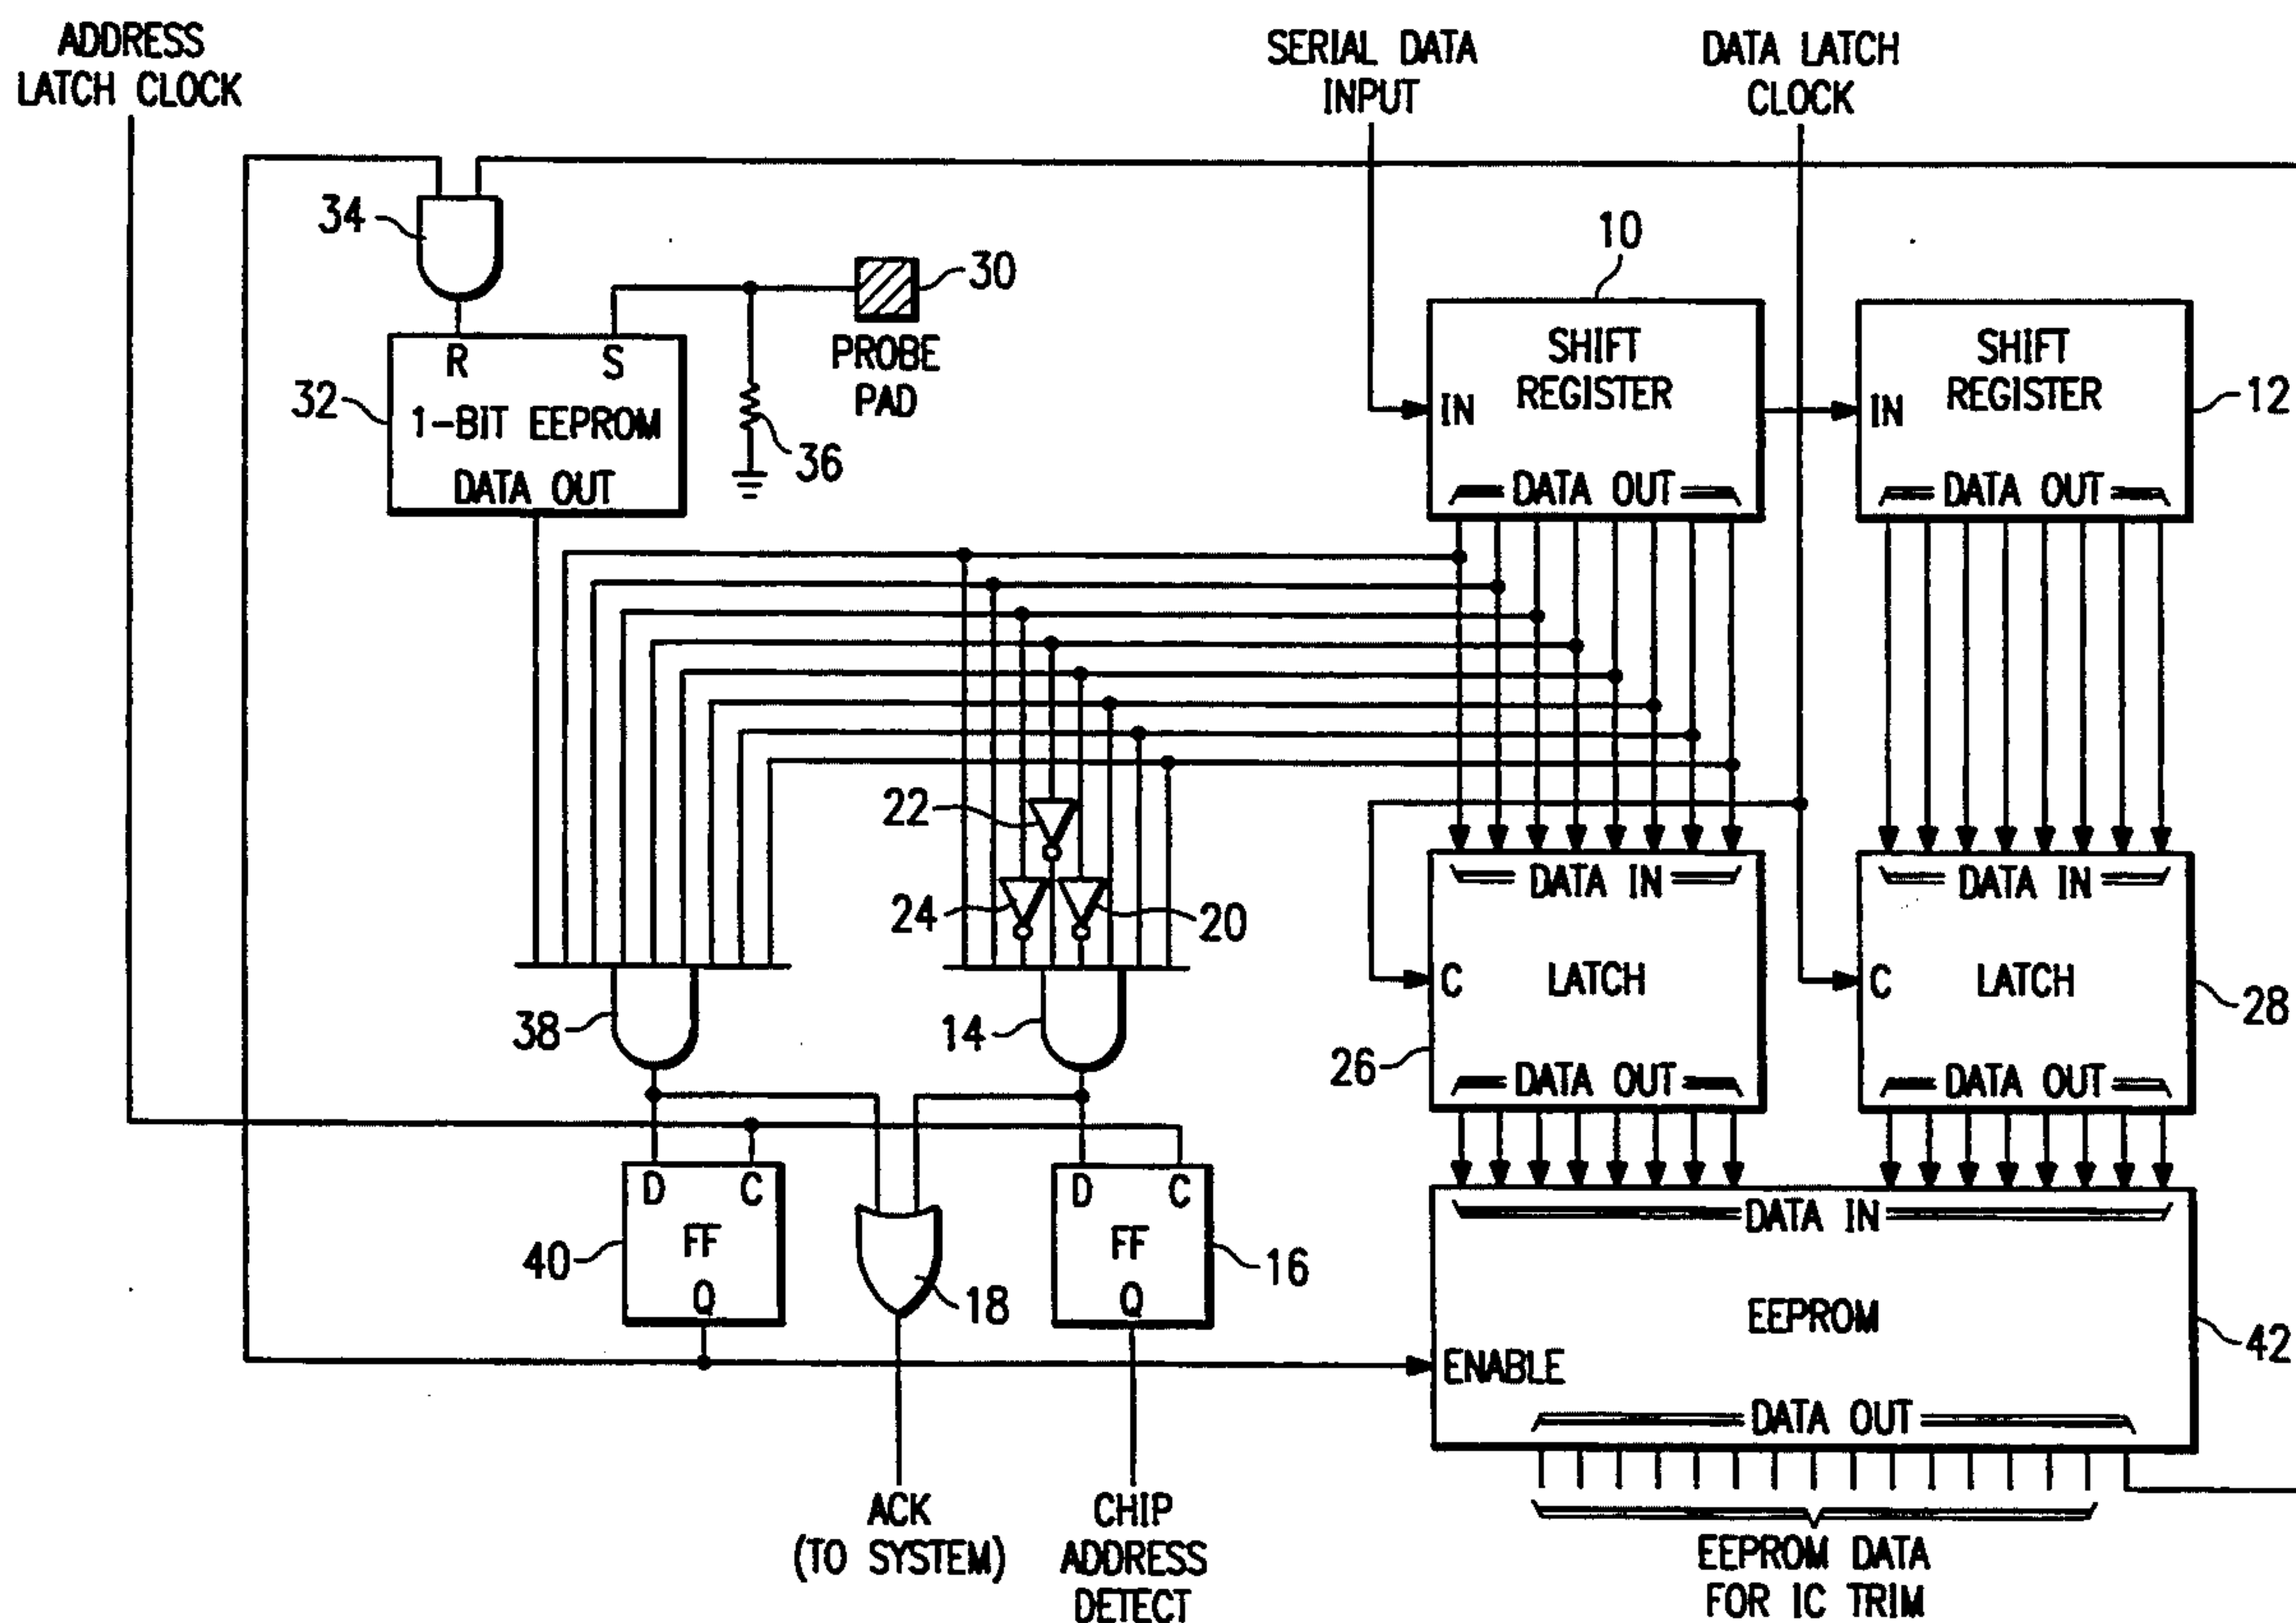 ADDRESS
LATCH CLOCK
SERIAL DATA
INPUT
DATA LATCH
CLOCK
34
30
PROBE
PAD
10
R
S
32
1-BIT EEPROM
DATA OUT
36
SHIFT
REGISTER
IN
DATA OUT
SHIFT
REGISTER
IN
12
DATA OUT
22
24
20
DATA IN
C
LATCH
26
DATA OUT
DATA IN
C
LATCH
28
DATA OUT
38
14
D
C
FF
40
Q
18
D
C
FF
16
Q
DATA IN
EEPROM
42
ENABLE
DATA OUT
ACK
(TO SYSTEM)
CHIP
ADDRESS
DETECT
EEPROM DATA
FOR IC TRIM